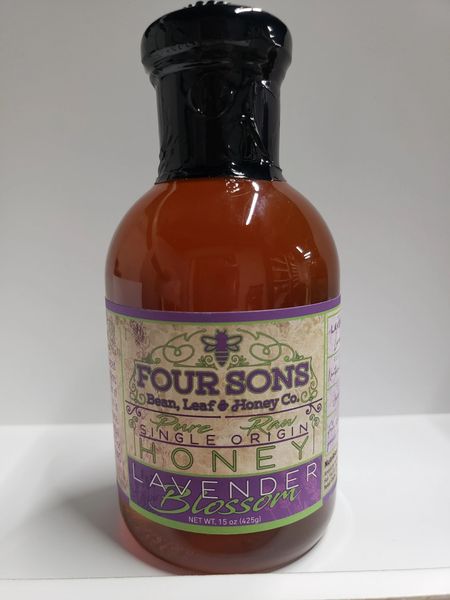 FOUR SONS
Bean, Leaf & Honey Co.
Pure Raw
SINGLE ORIGIN
HONEY
LAVENDER
Blossom
NET WT. 15 oz (425g)